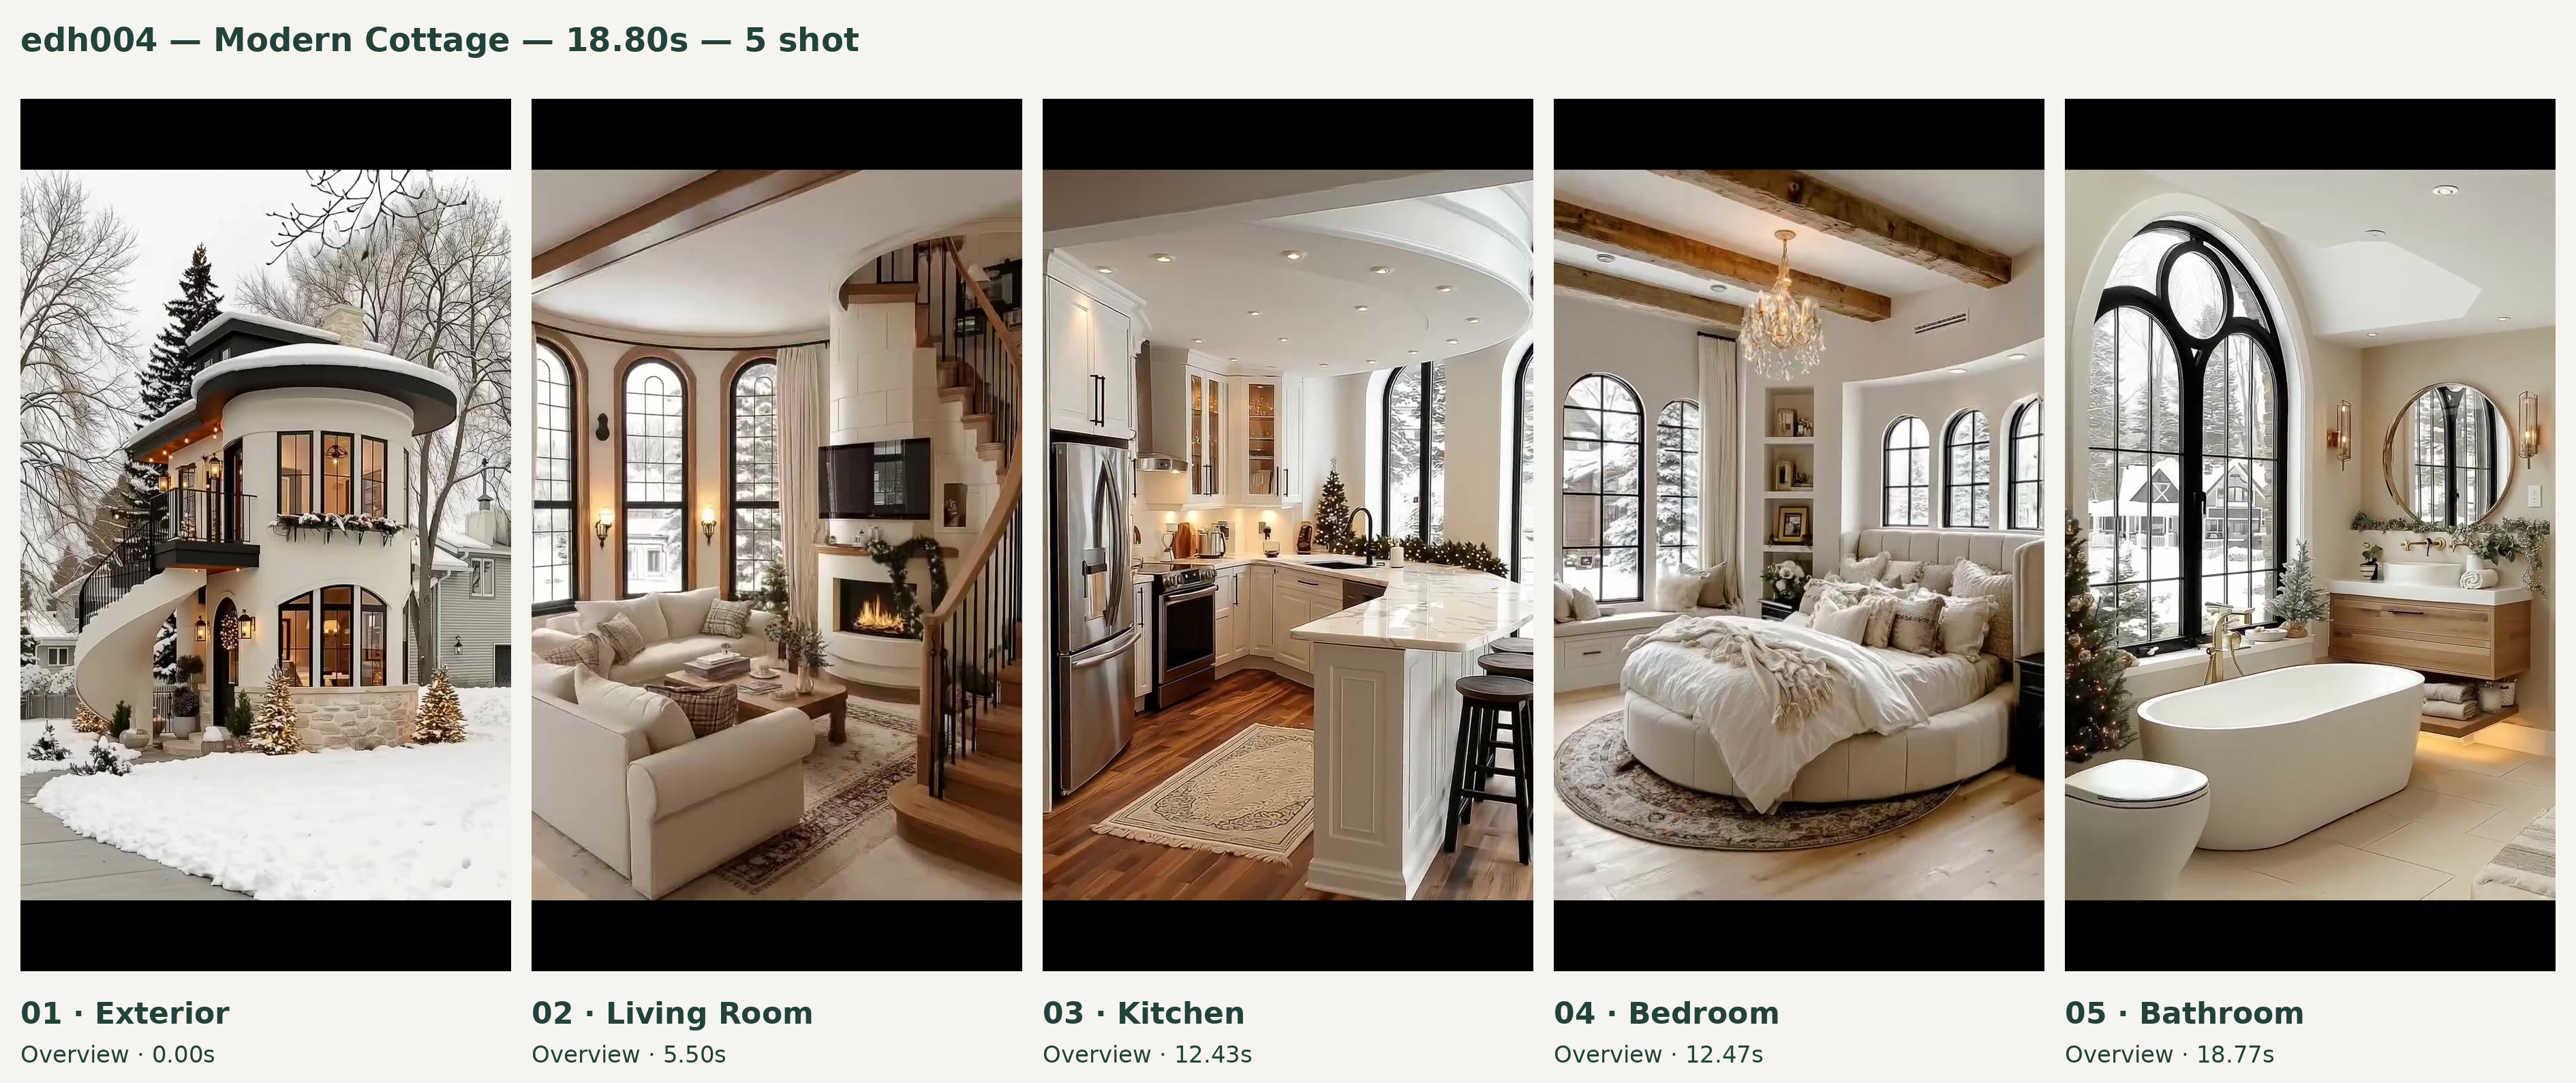 edh004 — Modern Cottage — 18.80s — 5 shot
01 · Exterior
Overview · 0.00s
02 · Living Room
Overview · 5.50s
03 · Kitchen
Overview · 12.43s
04 · Bedroom
Overview · 12.47s
05 · Bathroom
Overview · 18.77s